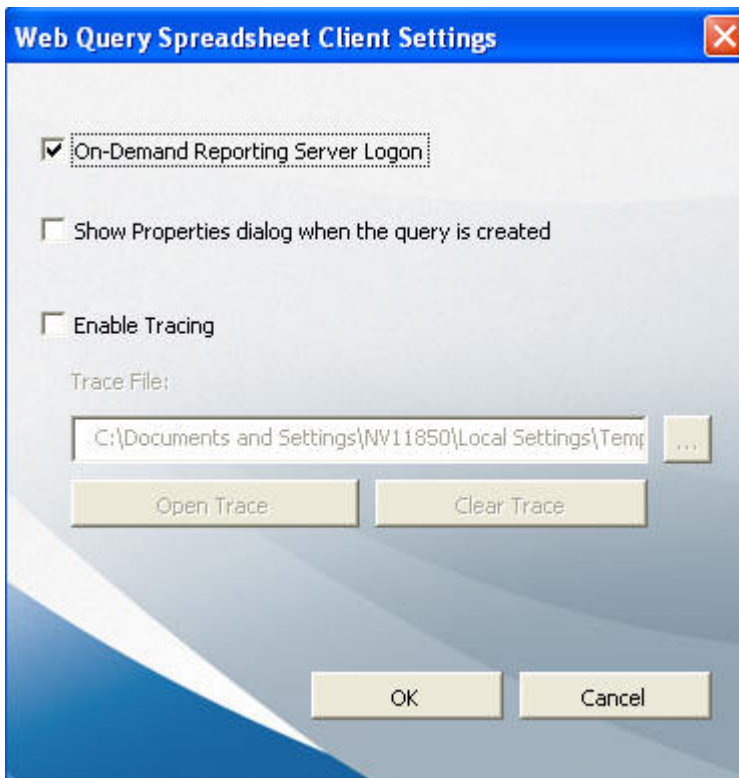 Web Query Spreadsheet Client Settings
On-Demand Reporting Server Logon
Show Properties dialog when the query is created
Enable Tracing
Trace File:
C:\Documents and Settings\NV11850\Local Settings\Temp
...
Open Trace Clear Trace
OK Cancel